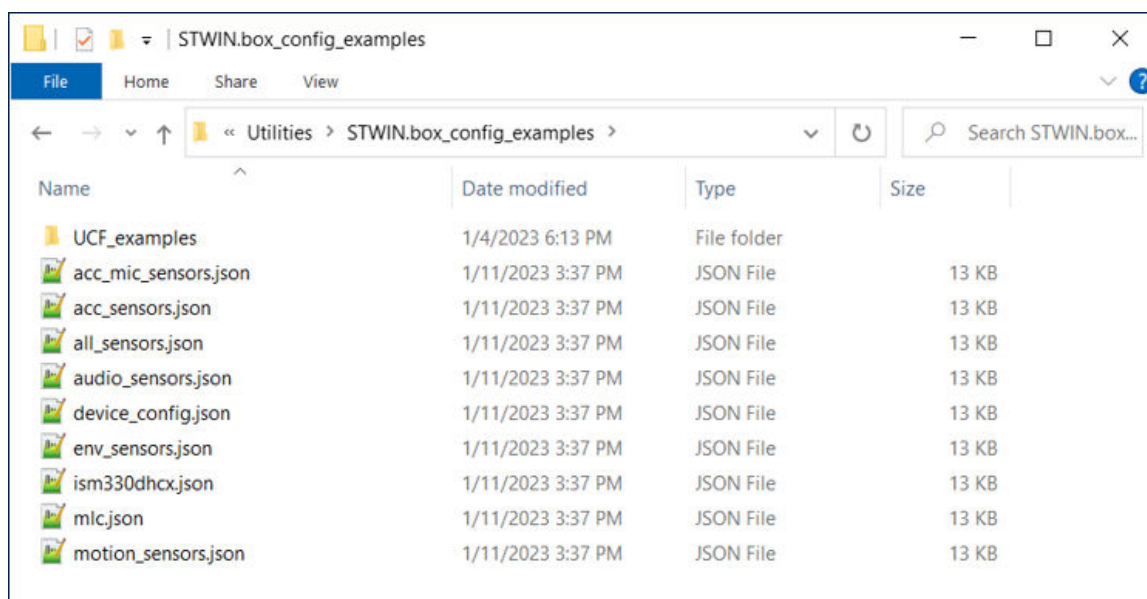 STWIN.box_config_examples
File Home Share View
« Utilities > STWIN.box_config_examples > Search STWIN.box...
Name Date modified Type Size
UCF_examples 1/4/2023 6:13 PM File folder
acc_mic_sensors.json 1/11/2023 3:37 PM JSON File 13 KB
acc_sensors.json 1/11/2023 3:37 PM JSON File 13 KB
all_sensors.json 1/11/2023 3:37 PM JSON File 13 KB
audio_sensors.json 1/11/2023 3:37 PM JSON File 13 KB
device_config.json 1/11/2023 3:37 PM JSON File 13 KB
env_sensors.json 1/11/2023 3:37 PM JSON File 13 KB
ism330dhcx.json 1/11/2023 3:37 PM JSON File 13 KB
mlc.json 1/11/2023 3:37 PM JSON File 13 KB
motion_sensors.json 1/11/2023 3:37 PM JSON File 13 KB